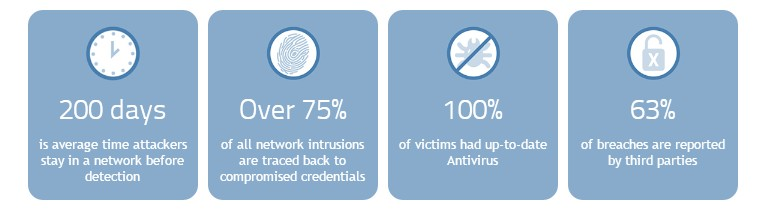 200 days
is average time attackers
stay in a network before
detection
Over 75%
of all network intrusions
are traced back to
compromised credentials
100%
of victims had up-to-date
Antivirus
X
63%
of breaches are reported
by third parties